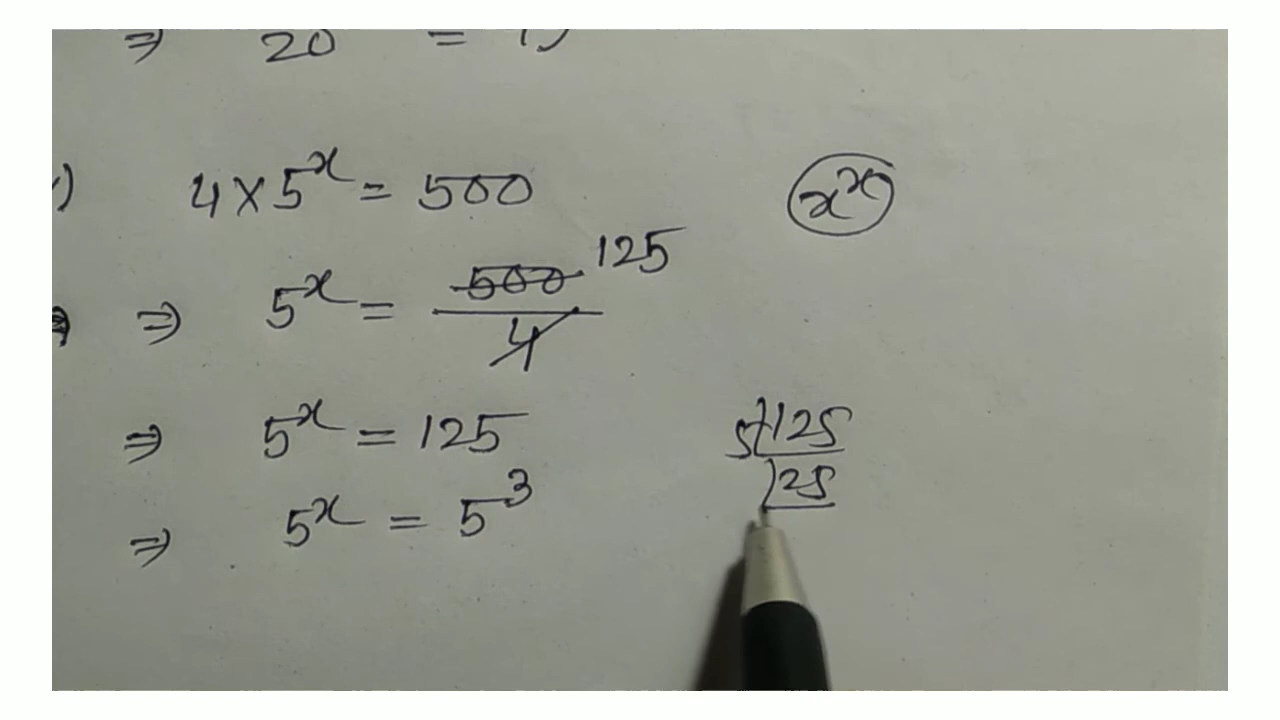 ⇒ 20 =
4 × 5^x = 500
x^x
⇒ 5^x = 500/4 125
⇒ 5^x = 125
5)125
)25
⇒ 5^x = 5^3